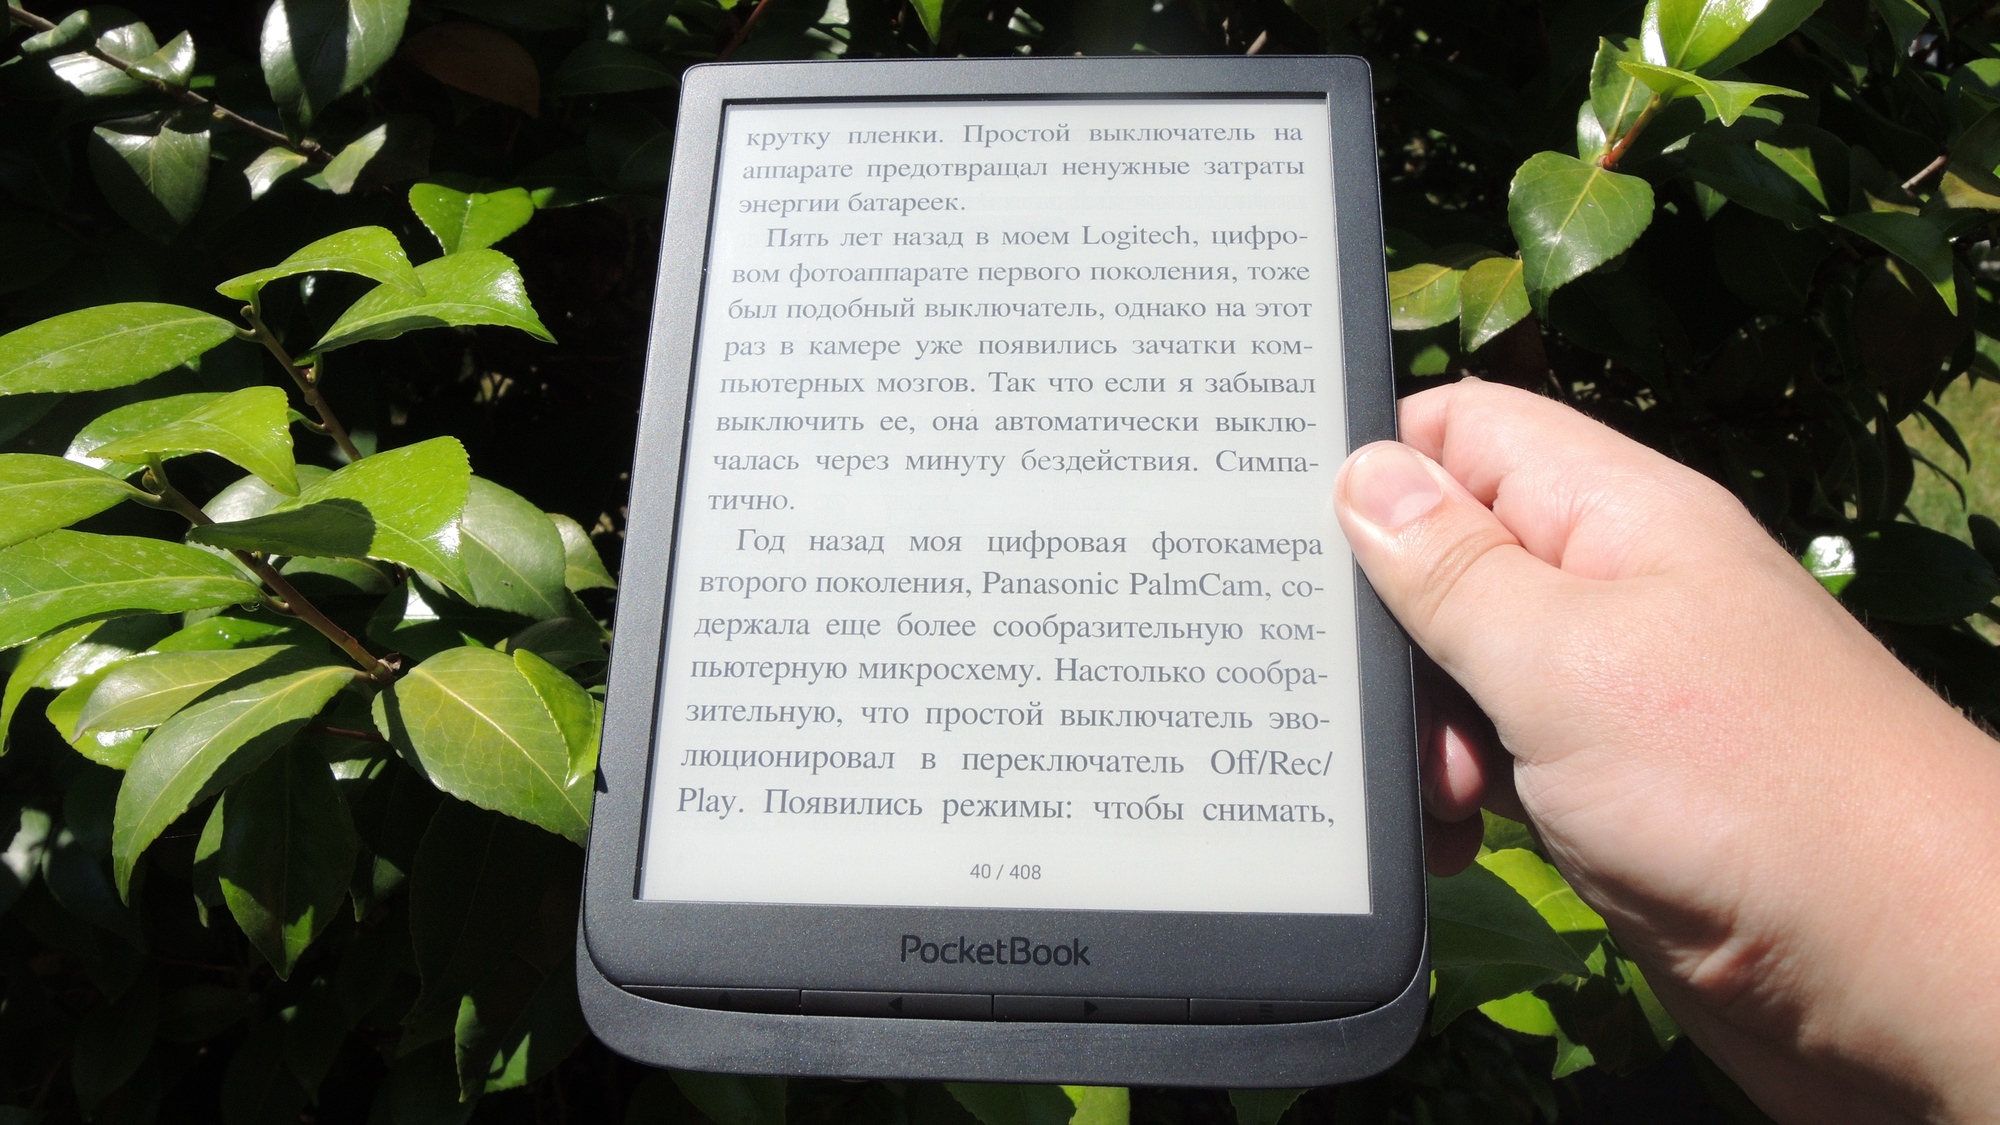 крутку пленки. Простой выключатель на
аппарате предотвращал ненужные затраты
энергии батареек.
Пять лет назад в моем Logitech, цифро-
вом фотоаппарате первого поколения, тоже
был подобный выключатель, однако на этот
раз в камере уже появились зачатки ком-
пьютерных мозгов. Так что если я забывал
выключить ее, она автоматически выклю-
чалась через минуту бездействия. Симпа-
тично.
Год назад моя цифровая фотокамера
второго поколения, Panasonic PalmCam, со-
держала еще более сообразительную ком-
пьютерную микросхему. Настолько сообра-
зительную, что простой выключатель эво-
люционировал в переключатель Off/Rec/
Play. Появились режимы: чтобы снимать,
40 / 408
PocketBook